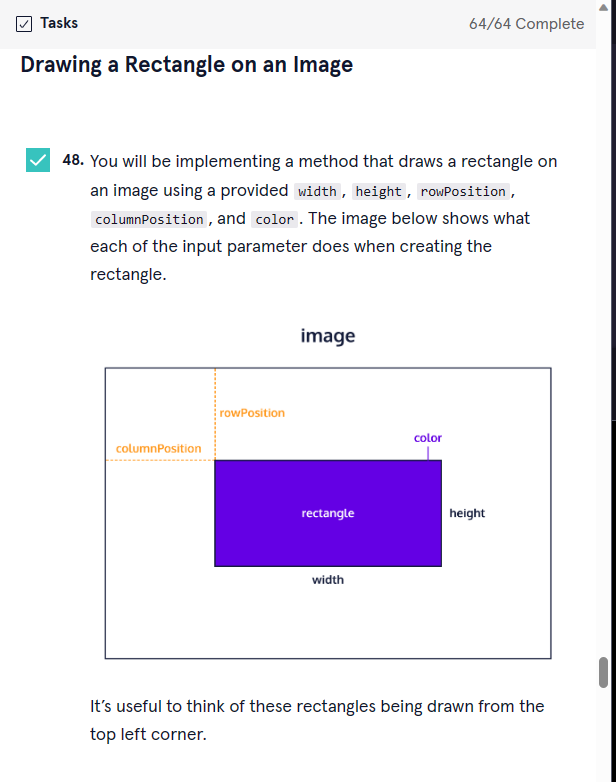 Tasks
64/64 Complete
Drawing a Rectangle on an Image
48. You will be implementing a method that draws a rectangle on
an image using a provided width, height, rowPosition,
columnPosition, and color. The image below shows what
each of the input parameter does when creating the
rectangle.
image
rowPosition
columnPosition
color
rectangle
height
width
It's useful to think of these rectangles being drawn from the
top left corner.